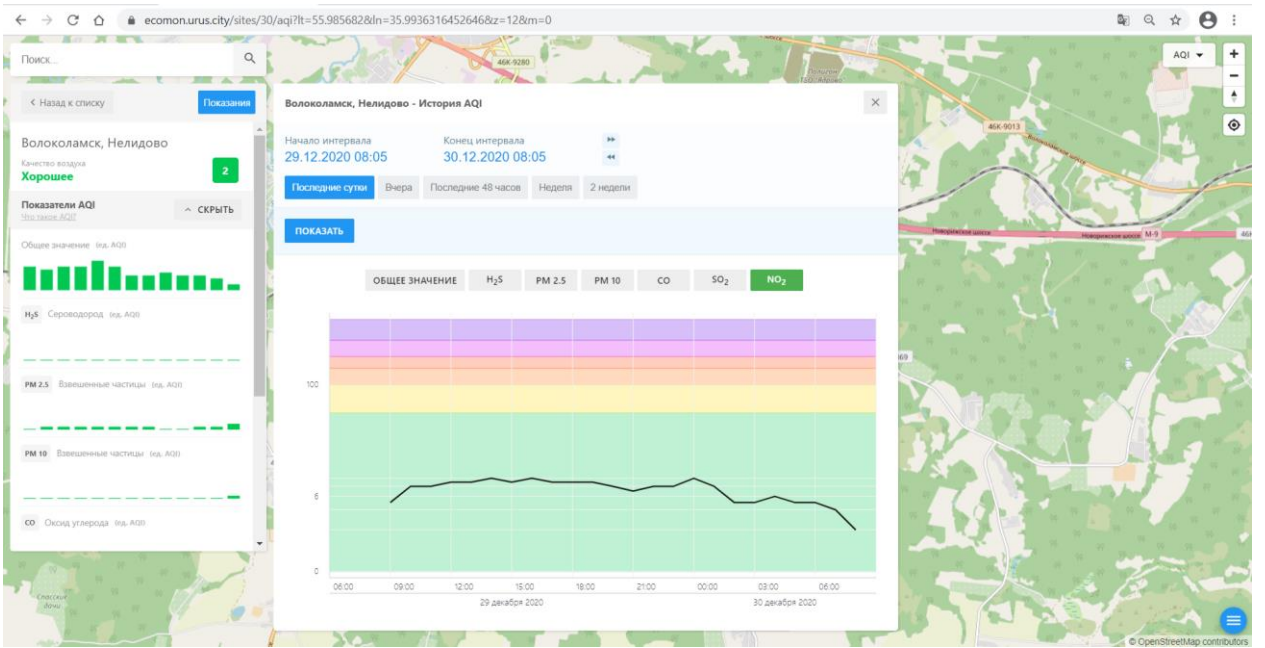 ecomon.urus.city/sites/30/aqi?lt=55.985682&ln=35.9936316452646&z=12&m=0
Поиск...
46К-9280
AQI
< Назад к списку
Показания
Волоколамск, Нелидово - История AQI
46К-9013
Волоколамск, Нелидово
Качество воздуха
Хорошее
2
Начало интервала
Конец интервала
29.12.2020 08:05
30.12.2020 08:05
Последние сутки
Вчера
Последние 48 часов
Неделя
2 недели
Показатели AQI
Что такое AQI?
СКРЫТЬ
ПОКАЗАТЬ
Новорижское шоссе
Новорижское шоссе
М-9
Общее значение (ед. AQI)
ОБЩЕЕ ЗНАЧЕНИЕ
H₂S
PM 2.5
PM 10
CO
SO₂
NO₂
H₂S Сероводород (ед. AQI)
PM 2.5 Взвешенные частицы (ед. AQI)
PM 10 Взвешенные частицы (ед. AQI)
CO Оксид углерода (ед. AQI)
100
6
0
06:00
09:00
12:00
15:00
18:00
21:00
00:00
03:00
06:00
29 декабря 2020
30 декабря 2020
Спасские дачи
© OpenStreetMap contributors